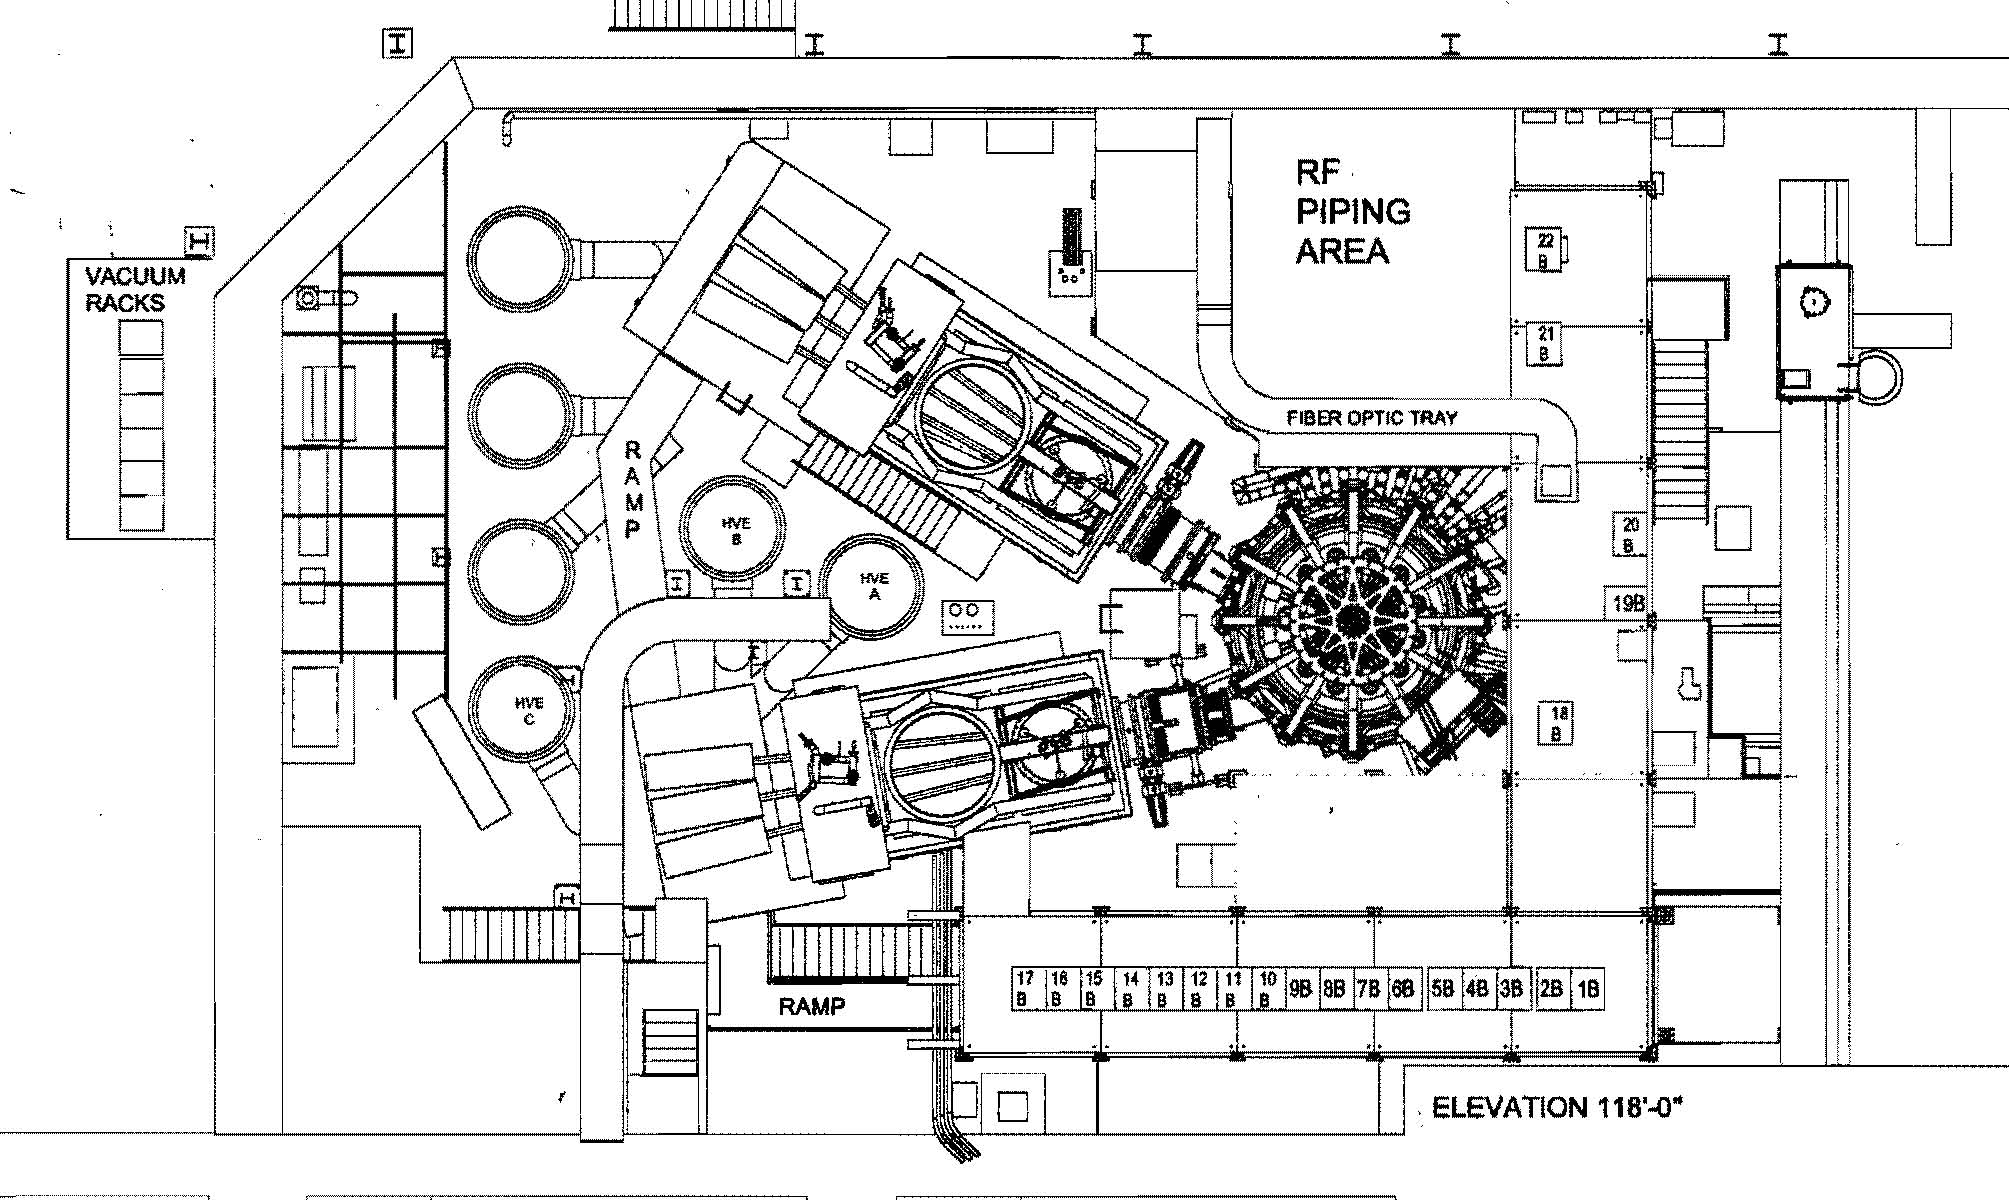 VACUUM
RACKS
RF
PIPING
AREA
22
B
21
B
FIBER OPTIC TRAY
R
A
M
P
HVE
B
HVE
A
20
B
19B
HVE
C
18
B
17
B
16
B
15
B
14
B
13
B
12
B
11
B
10
B
9B
8B
7B
6B
5B
4B
3B
2B
1B
RAMP
ELEVATION 118'-0"